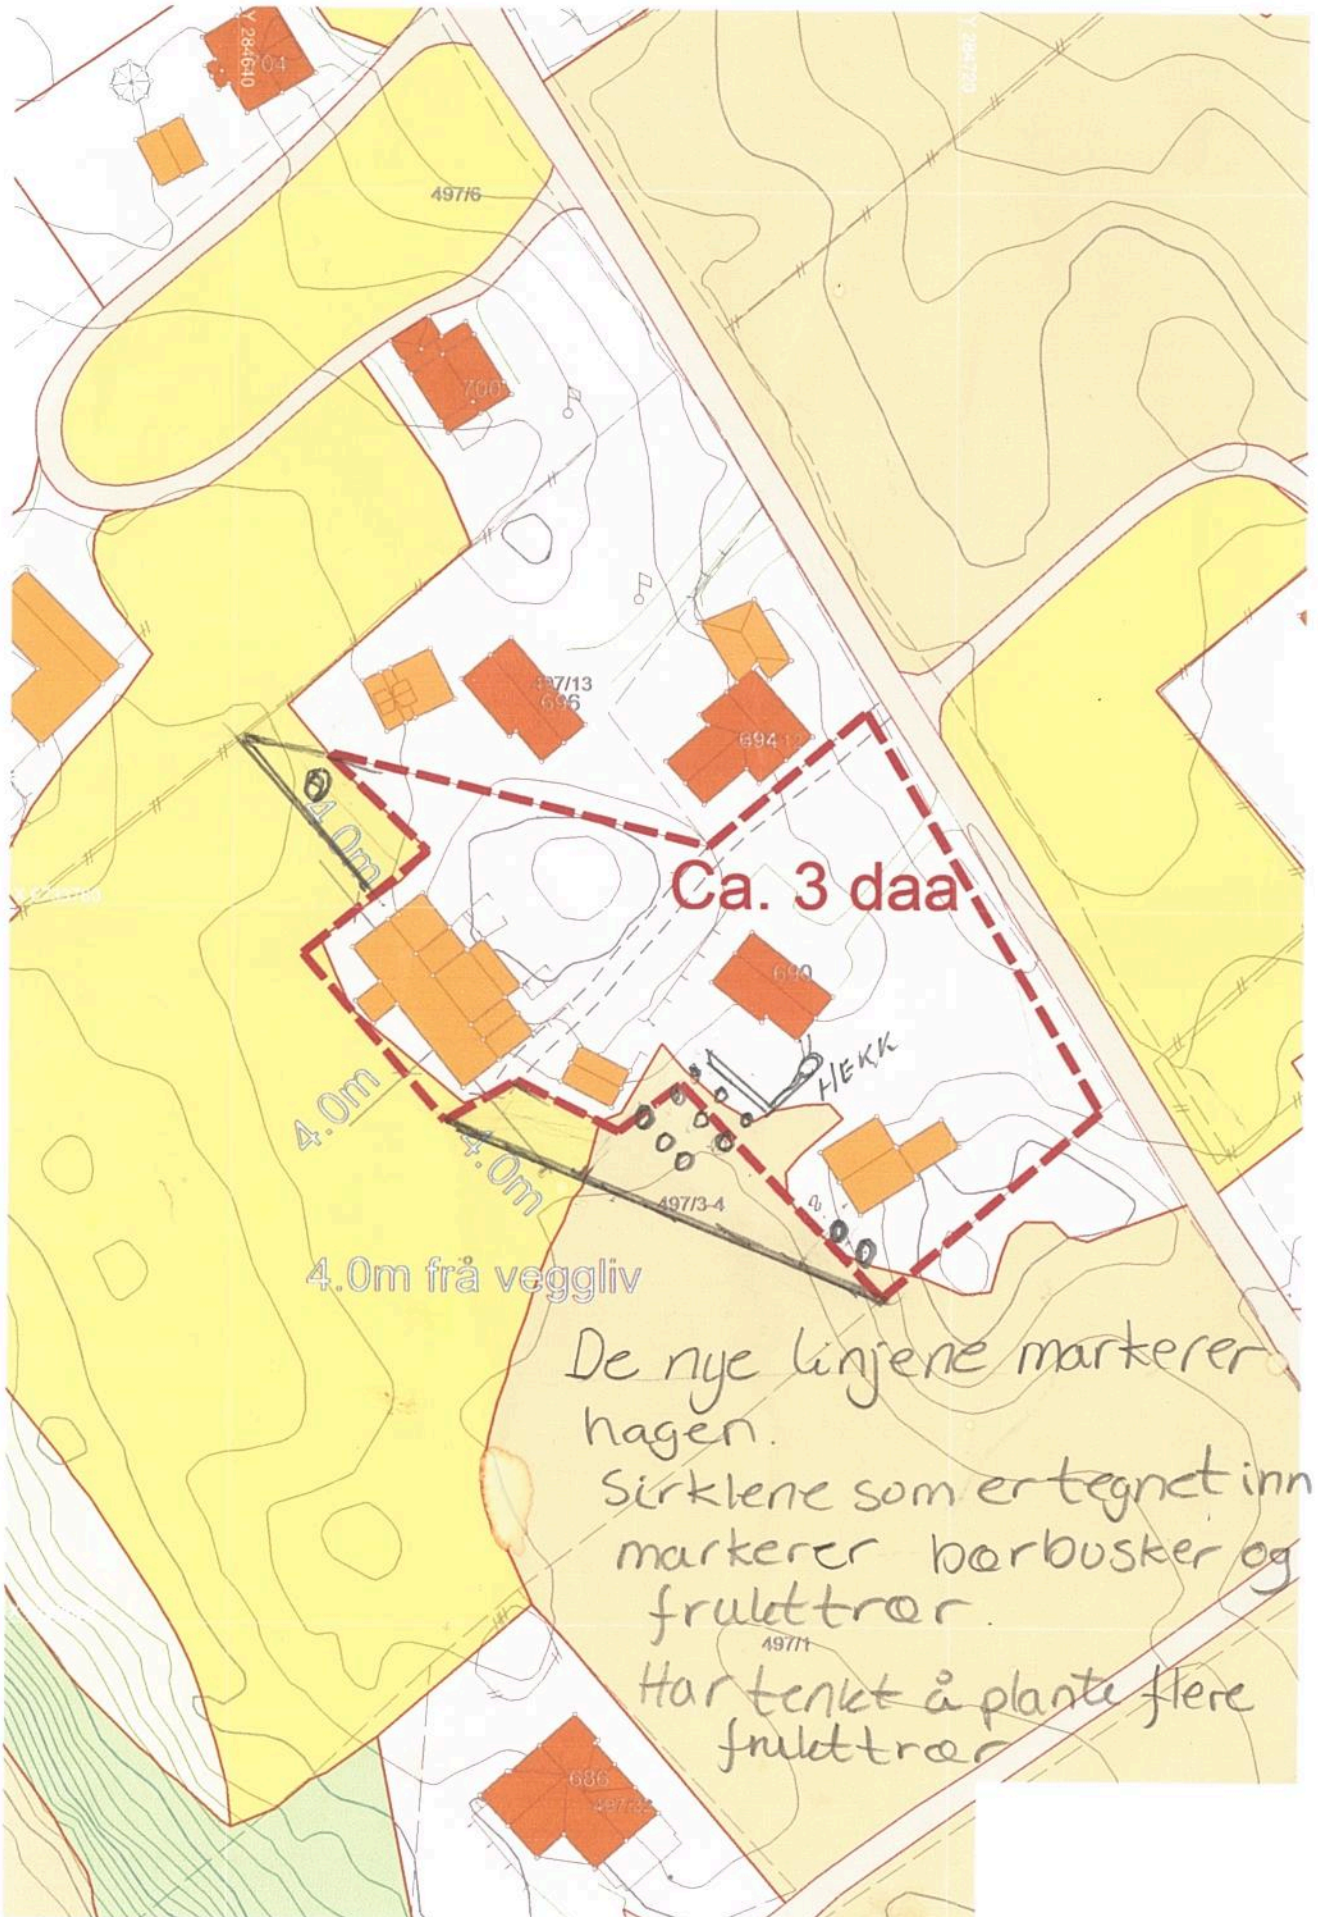 Y 284640
704
Y 284720
497/6
700
497/13
696
694
4.0m
Ca. 3 daa
690
HEKK
4.0m
4.0m
497/3-4
4.0m frå veggliv
De nye linjene markerer
hagen.
Sirklene som er tegnet inn
markerer bærbusker og
frukttrær.
497/1
Har tenkt å plante flere
frukttrær
686